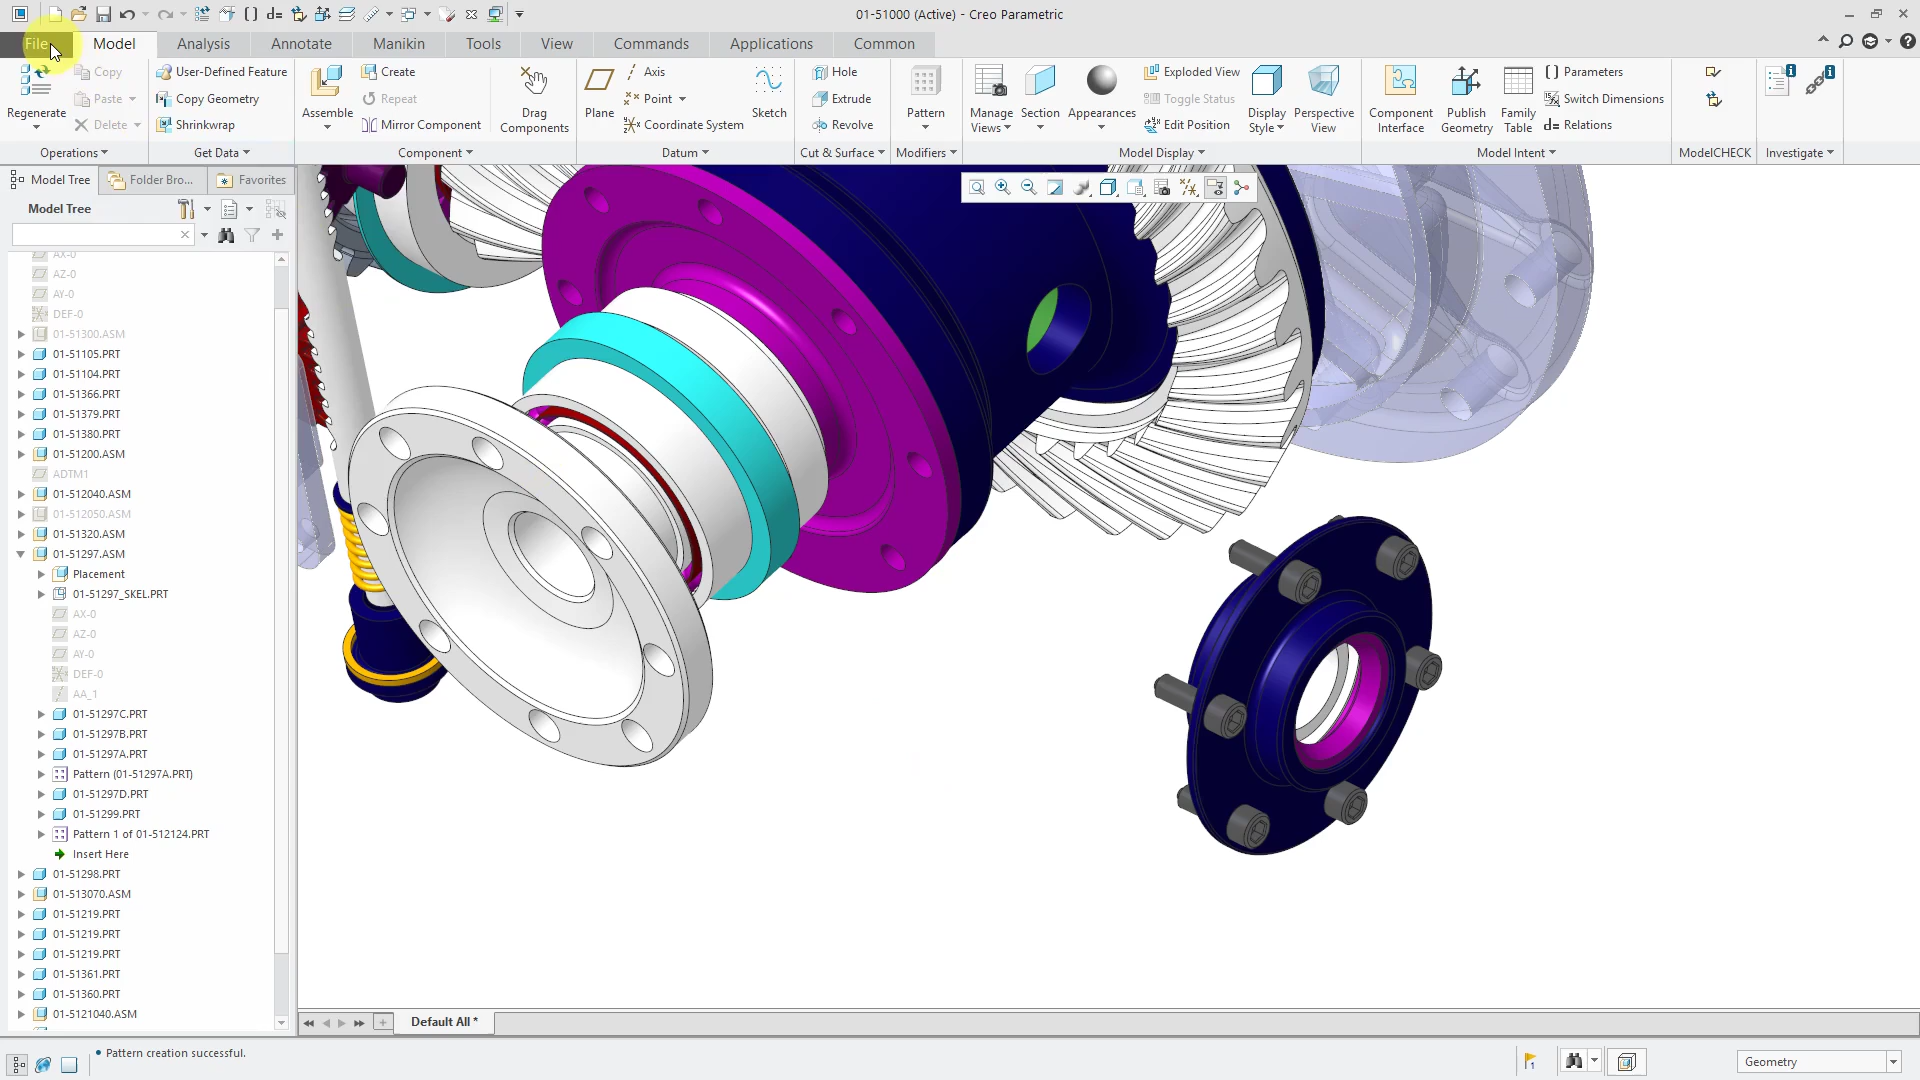 01-51000 (Active) - Creo Parametric
File
Model
Analysis
Annotate
Manikin
Tools
View
Commands
Applications
Common
Regenerate
Copy
Paste
Delete
Operations
User-Defined Feature
Copy Geometry
Shrinkwrap
Get Data
Assemble
Create
Repeat
Mirror Component
Drag Components
Component
Plane
Axis
Point
Coordinate System
Sketch
Datum
Hole
Extrude
Revolve
Cut & Surface
Pattern
Modifiers
Manage Views
Section
Appearances
Exploded View
Toggle Status
Edit Position
Display Style
Perspective View
Model Display
Component Interface
Publish Geometry
Family Table
Parameters
Switch Dimensions
Relations
Model Intent
ModelCHECK
Investigate
Model Tree
Folder Bro...
Favorites
Model Tree
AX-0
AZ-0
AY-0
DEF-0
01-51300.ASM
01-51105.PRT
01-51104.PRT
01-51366.PRT
01-51379.PRT
01-51380.PRT
01-51200.ASM
ADTM1
01-512040.ASM
01-512050.ASM
01-51320.ASM
01-51297.ASM
Placement
01-51297_SKEL.PRT
AX-0
AZ-0
AY-0
DEF-0
AA_1
01-51297C.PRT
01-51297B.PRT
01-51297A.PRT
Pattern (01-51297A.PRT)
01-51297D.PRT
01-51299.PRT
Pattern 1 of 01-512124.PRT
Insert Here
01-51298.PRT
01-513070.ASM
01-51219.PRT
01-51219.PRT
01-51219.PRT
01-51361.PRT
01-51360.PRT
01-5121040.ASM
Default All *
• Pattern creation successful.
1
Geometry